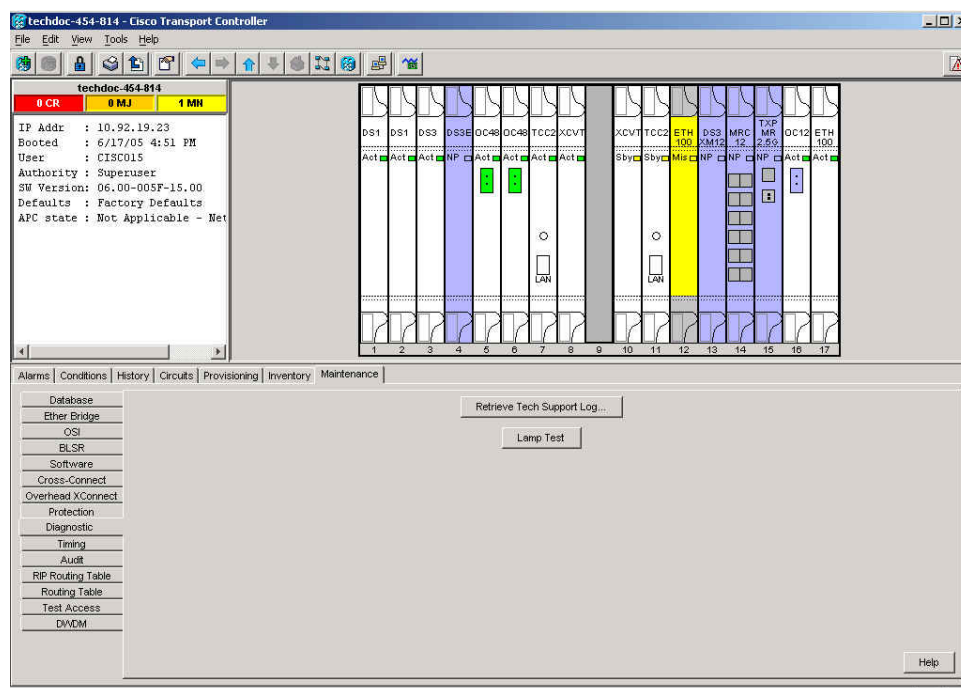 techdoc-454-814 - Cisco Transport Controller
File Edit View Tools Help
techdoc-454-814
0 CR 0 MJ 1 MN
IP Addr : 10.92.19.23
Booted : 6/17/05 4:51 PM
User : CISCO15
Authority : Superuser
SW Version: 06.00-005F-15.00
Defaults : Factory Defaults
APC state : Not Applicable - Net
DS1 DS1 DS3 DS3E OC48 OC48 TCC2 XCVT XCVT TCC2 ETH 100 DS3 XM12 MRC 12 TXP MR 2.5G OC12 ETH 100
Act Act Act NP Act Act Act Act Sby Sby Mis NP NP NP Act Act
LAN LAN
1 2 3 4 5 6 7 8 9 10 11 12 13 14 15 16 17
Alarms Conditions History Circuits Provisioning Inventory Maintenance
Database
Ether Bridge
OSI
BLSR
Software
Cross-Connect
Overhead XConnect
Protection
Diagnostic
Timing
Audit
RIP Routing Table
Routing Table
Test Access
DWDM
Retrieve Tech Support Log...
Lamp Test
Help